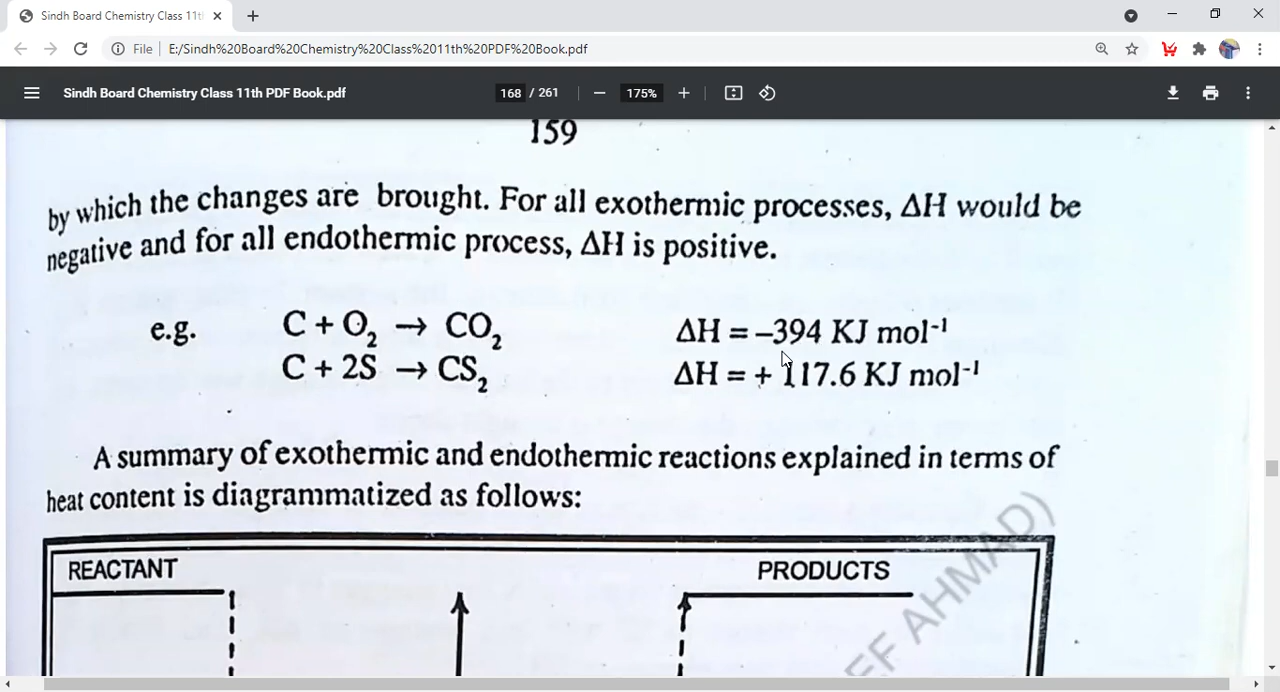 Sindh Board Chemistry Class 11th
File E:/Sindh%20Board%20Chemistry%20Class%2011th%20PDF%20Book.pdf
Sindh Board Chemistry Class 11th PDF Book.pdf 168 / 261 175%
159
by which the changes are brought. For all exothermic processes, ΔH would be
negative and for all endothermic process, ΔH is positive.
e.g. C + O₂ → CO₂ ΔH = –394 KJ mol⁻¹
C + 2S → CS₂ ΔH = + 117.6 KJ mol⁻¹
A summary of exothermic and endothermic reactions explained in terms of
heat content is diagrammatized as follows:
REACTANT PRODUCTS
EF AHMAD)